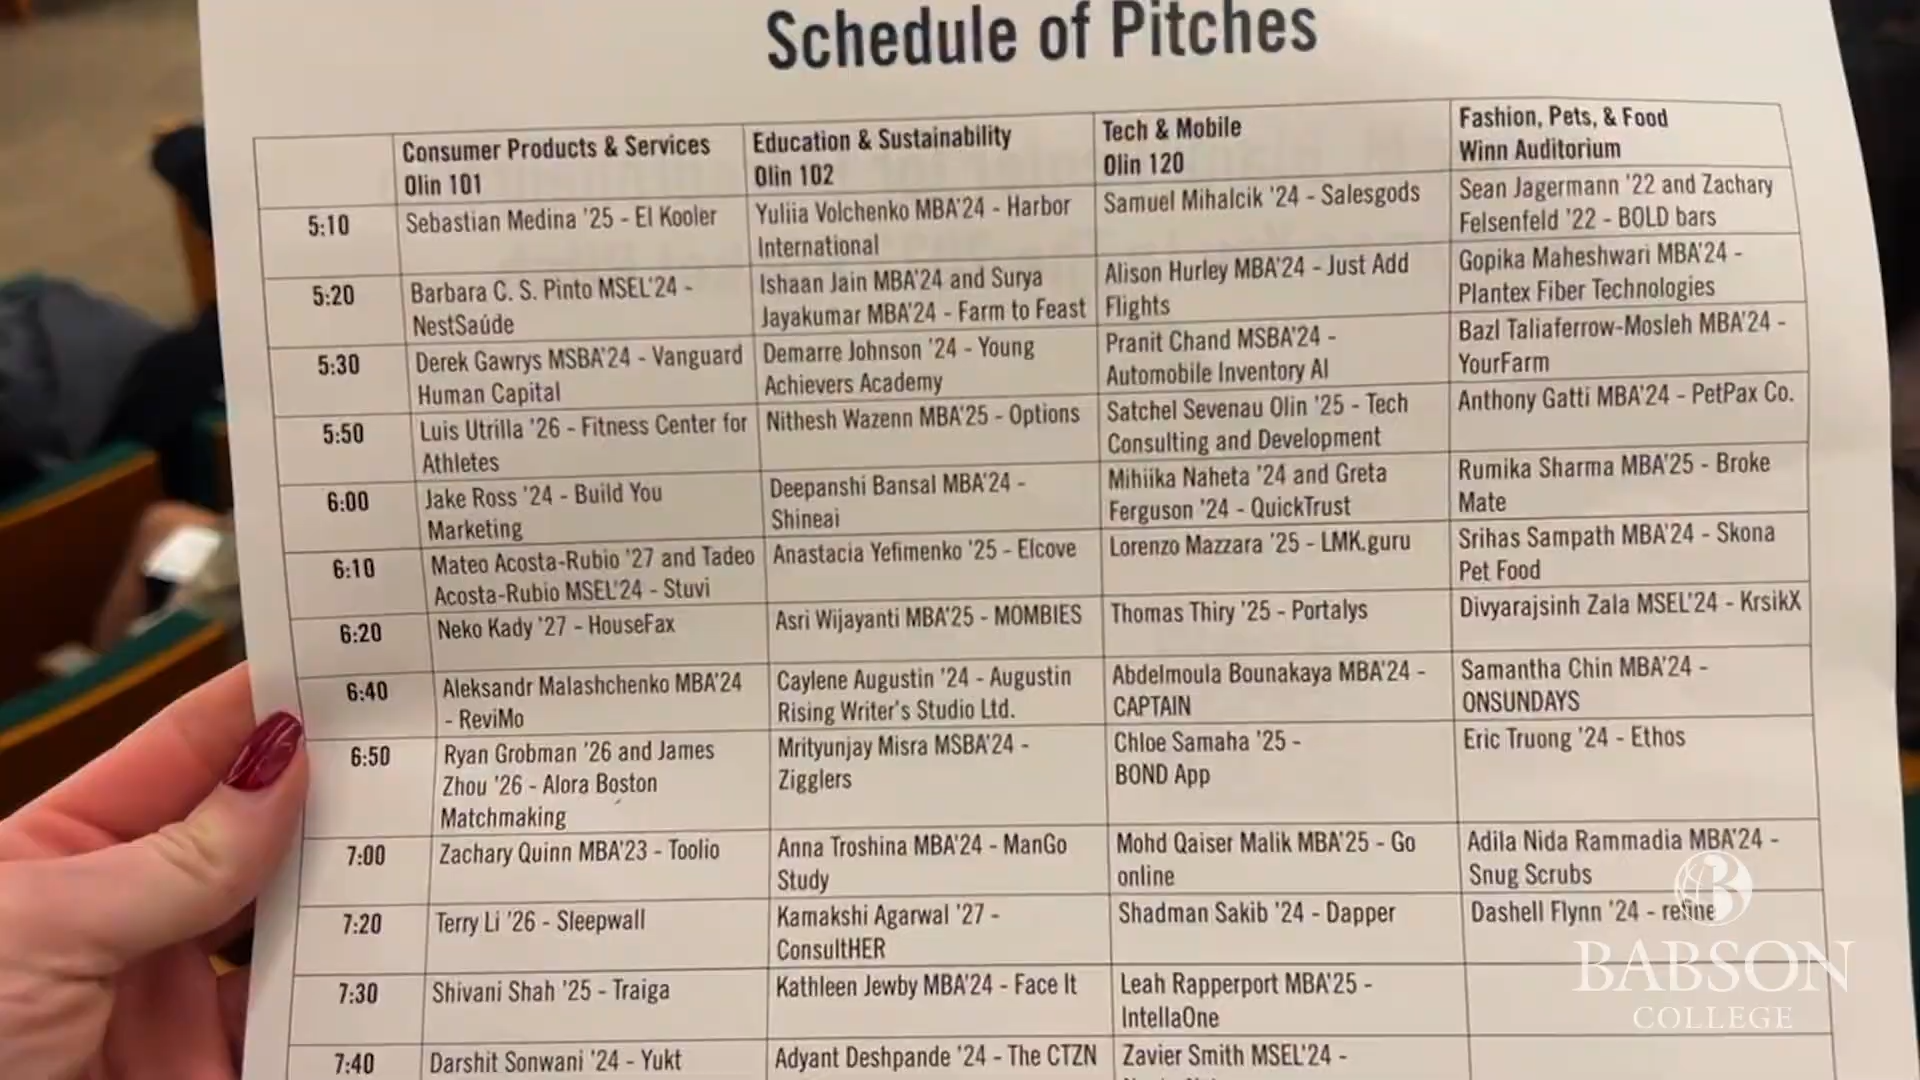 Schedule of Pitches
Consumer Products & Services
Olin 101
Education & Sustainability
Olin 102
Tech & Mobile
Olin 120
Fashion, Pets, & Food
Winn Auditorium
5:10
Sebastian Medina '25 - El Kooler
Yuliia Volchenko MBA'24 - Harbor
International
Samuel Mihalcik '24 - Salesgods
Sean Jagermann '22 and Zachary
Felsenfeld '22 - BOLD bars
5:20
Barbara C. S. Pinto MSEL'24 -
NestSaúde
Ishaan Jain MBA'24 and Surya
Jayakumar MBA'24 - Farm to Feast
Alison Hurley MBA'24 - Just Add
Flights
Gopika Maheshwari MBA'24 -
Plantex Fiber Technologies
5:30
Derek Gawrys MSBA'24 - Vanguard
Human Capital
Demarre Johnson '24 - Young
Achievers Academy
Pranit Chand MSBA'24 -
Automobile Inventory AI
Bazl Taliaferrow-Mosleh MBA'24 -
YourFarm
5:50
Luis Utrilla '26 - Fitness Center for
Athletes
Nithesh Wazenn MBA'25 - Options
Satchel Sevenau Olin '25 - Tech
Consulting and Development
Anthony Gatti MBA'24 - PetPax Co.
6:00
Jake Ross '24 - Build You
Marketing
Deepanshi Bansal MBA'24 -
Shineai
Mihiika Naheta '24 and Greta
Ferguson '24 - QuickTrust
Rumika Sharma MBA'25 - Broke
Mate
6:10
Mateo Acosta-Rubio '27 and Tadeo
Acosta-Rubio MSEL'24 - Stuvi
Anastacia Yefimenko '25 - Elcove
Lorenzo Mazzara '25 - LMK.guru
Srihas Sampath MBA'24 - Skona
Pet Food
6:20
Neko Kady '27 - HouseFax
Asri Wijayanti MBA'25 - MOMBIES
Thomas Thiry '25 - Portalys
Divyarajsinh Zala MSEL'24 - KrsikX
6:40
Aleksandr Malashchenko MBA'24
- ReviMo
Caylene Augustin '24 - Augustin
Rising Writer's Studio Ltd.
Abdelmoula Bounakaya MBA'24 -
CAPTAIN
Samantha Chin MBA'24 -
ONSUNDAYS
6:50
Ryan Grobman '26 and James
Zhou '26 - Alora Boston
Matchmaking
Mrityunjay Misra MSBA'24 -
Zigglers
Chloe Samaha '25 -
BOND App
Eric Truong '24 - Ethos
7:00
Zachary Quinn MBA'23 - Toolio
Anna Troshina MBA'24 - ManGo
Study
Mohd Qaiser Malik MBA'25 - Go
online
Adila Nida Rammadia MBA'24 -
Snug Scrubs
7:20
Terry Li '26 - Sleepwall
Kamakshi Agarwal '27 -
ConsultHER
Shadman Sakib '24 - Dapper
Dashell Flynn '24 - refine
7:30
Shivani Shah '25 - Traiga
Kathleen Jewby MBA'24 - Face It
Leah Rapperport MBA'25 -
IntellaOne
7:40
Darshit Sonwani '24 - Yukt
Adyant Deshpande '24 - The CTZN
Zavier Smith MSEL'24 -
B
BABSON
COLLEGE